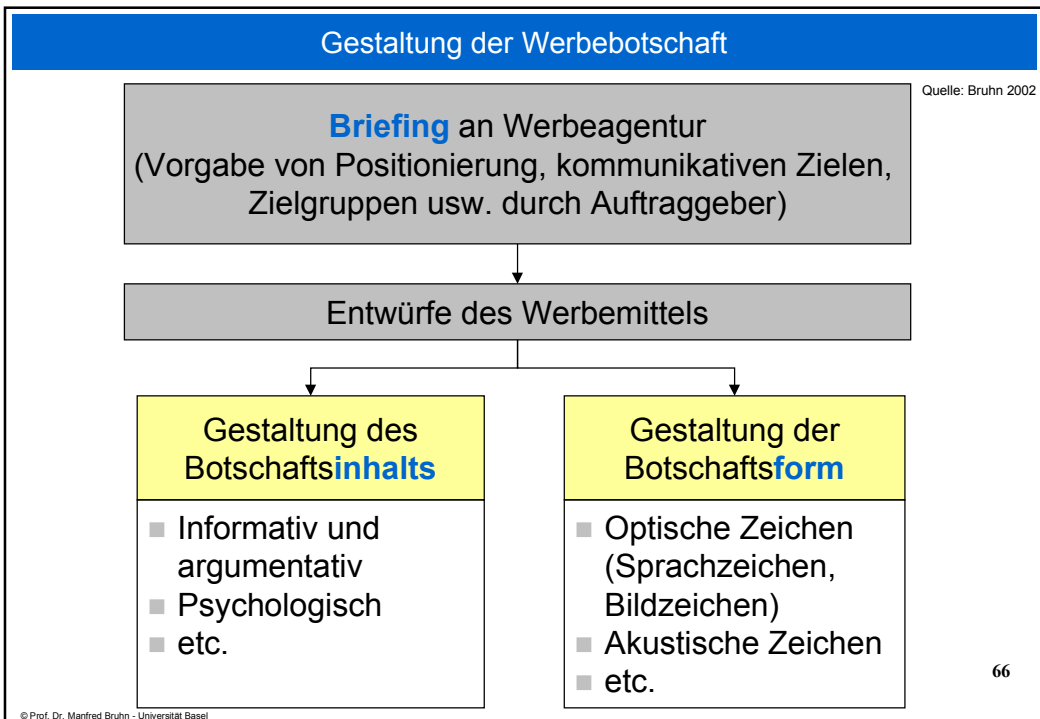 Gestaltung der Werbebotschaft
Quelle: Bruhn 2002
Briefing an Werbeagentur
(Vorgabe von Positionierung, kommunikativen Zielen,
Zielgruppen usw. durch Auftraggeber)
Entwürfe des Werbemittels
Gestaltung des
Botschaftsinhalts
Informativ und
argumentativ
Psychologisch
etc.
Gestaltung der
Botschaftsform
Optische Zeichen
(Sprachzeichen,
Bildzeichen)
Akustische Zeichen
etc.
66
© Prof. Dr. Manfred Bruhn - Universität Basel